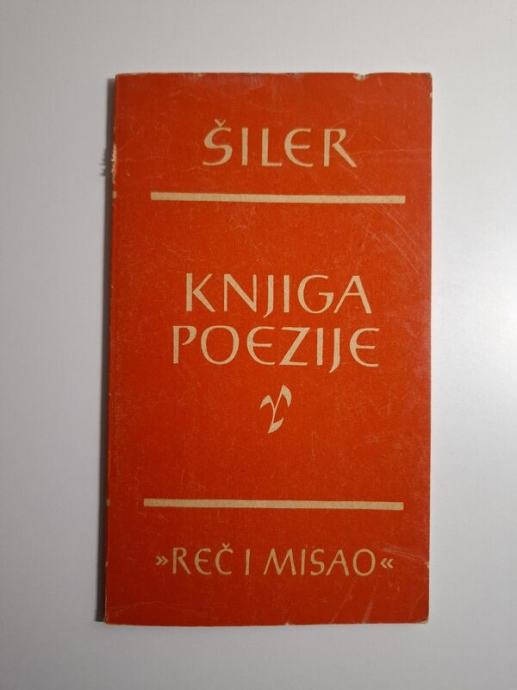 ŠILER
KNJIGA
POEZIJE
»REČ I MISAO«